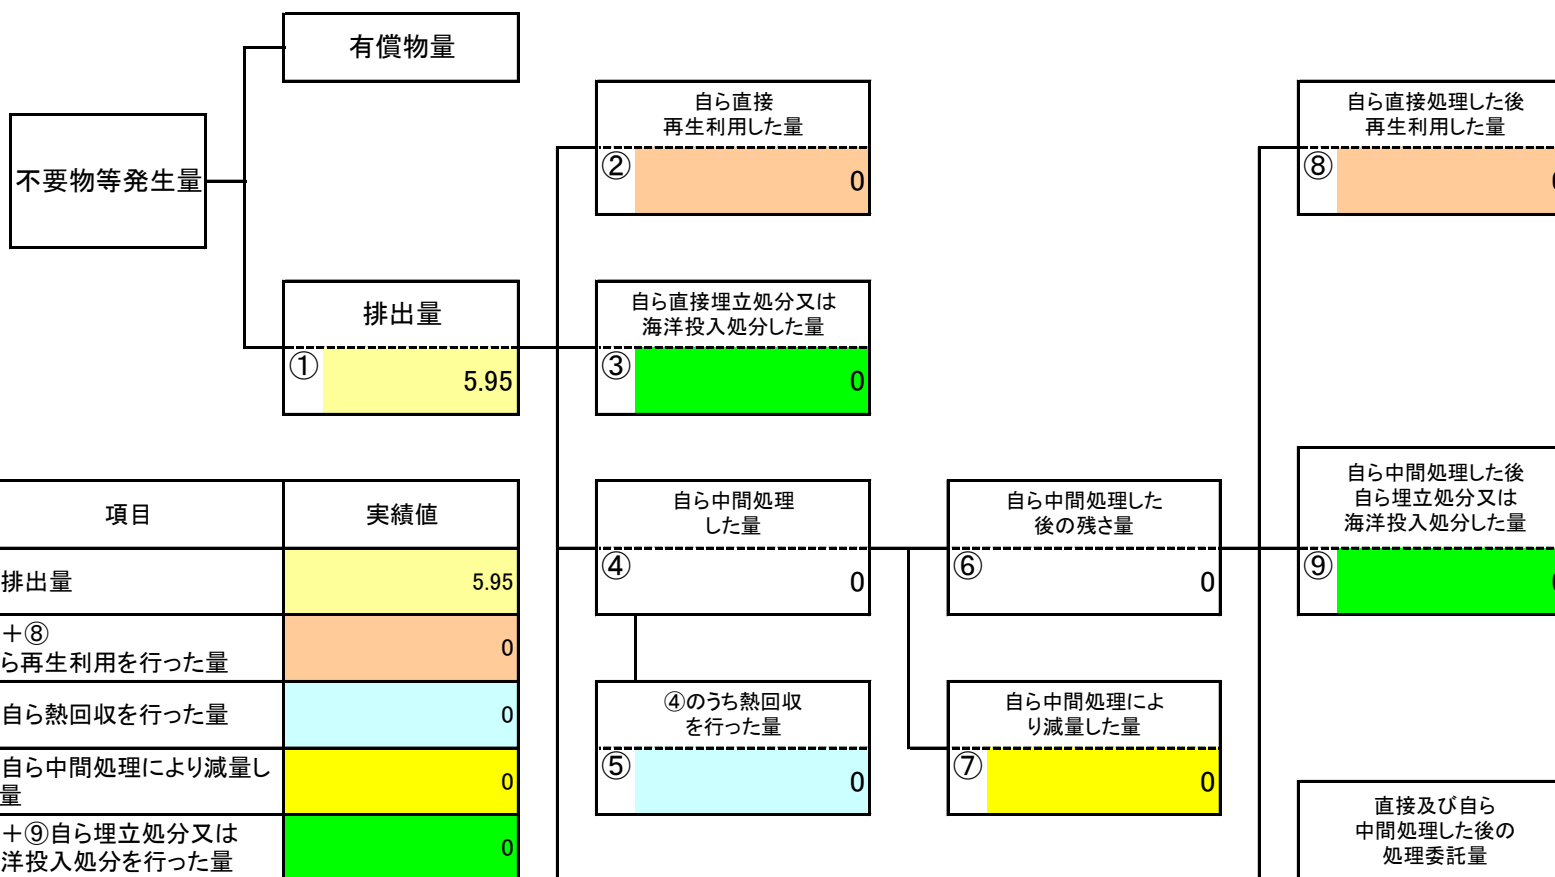 有償物量
不要物等発生量
排出量
①
5.95
自ら直接
再生利用した量
②
0
自ら直接埋立処分又は
海洋投入処分した量
③
0
自ら中間処理
した量
④
0
④のうち熱回収
を行った量
⑤
0
自ら中間処理した
後の残さ量
⑥
0
自ら中間処理によ
り減量した量
⑦
0
自ら直接処理した後
再生利用した量
⑧
自ら中間処理した後
自ら埋立処分又は
海洋投入処分した量
⑨
直接及び自ら
中間処理した後の
処理委託量
項目
実績値
排出量
5.95
+⑧
ら再生利用を行った量
0
自ら熱回収を行った量
0
自ら中間処理により減量し
量
0
+⑨自ら埋立処分又は
洋投入処分を行った量
0